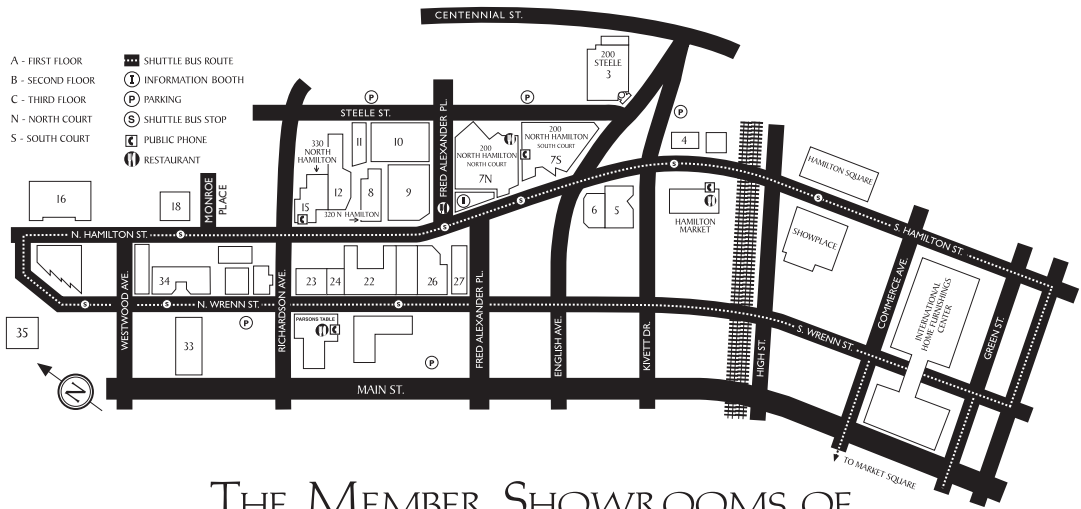 CENTENNIAL ST.
A - FIRST FLOOR
B - SECOND FLOOR
C - THIRD FLOOR
N - NORTH COURT
S - SOUTH COURT
SHUTTLE BUS ROUTE
I INFORMATION BOOTH
P PARKING
S SHUTTLE BUS STOP
PUBLIC PHONE
RESTAURANT
200
STEELE
3
P
P
P
STEELE ST.
FRED ALEXANDER PL.
330
NORTH
HAMILTON
11
10
12
8
9
15
320 N HAMILTON
200
NORTH HAMILTON
NORTH COURT
7N
200
NORTH HAMILTON
SOUTH COURT
7S
I
4
S
S
S
S
HAMILTON SQUARE
16
18
MONROE
PLACE
6
5
HAMILTON
MARKET
SHOWPLACE
N. HAMILTON ST.
S
S. HAMILTON ST.
34
23
24
22
26
27
WESTWOOD AVE.
RICHARDSON AVE.
FRED ALEXANDER PL.
ENGLISH AVE.
KIVETT DR.
HIGH ST.
COMMERCE AVE.
INTERNATIONAL
HOME FURNISHINGS
CENTER
GREEN ST.
S
S
N. WRENN ST.
S
S. WRENN ST.
35
33
P
PARSONS TABLE
P
N
MAIN ST.
TO MARKET SQUARE
THE MEMBER SHOWROOMS OF